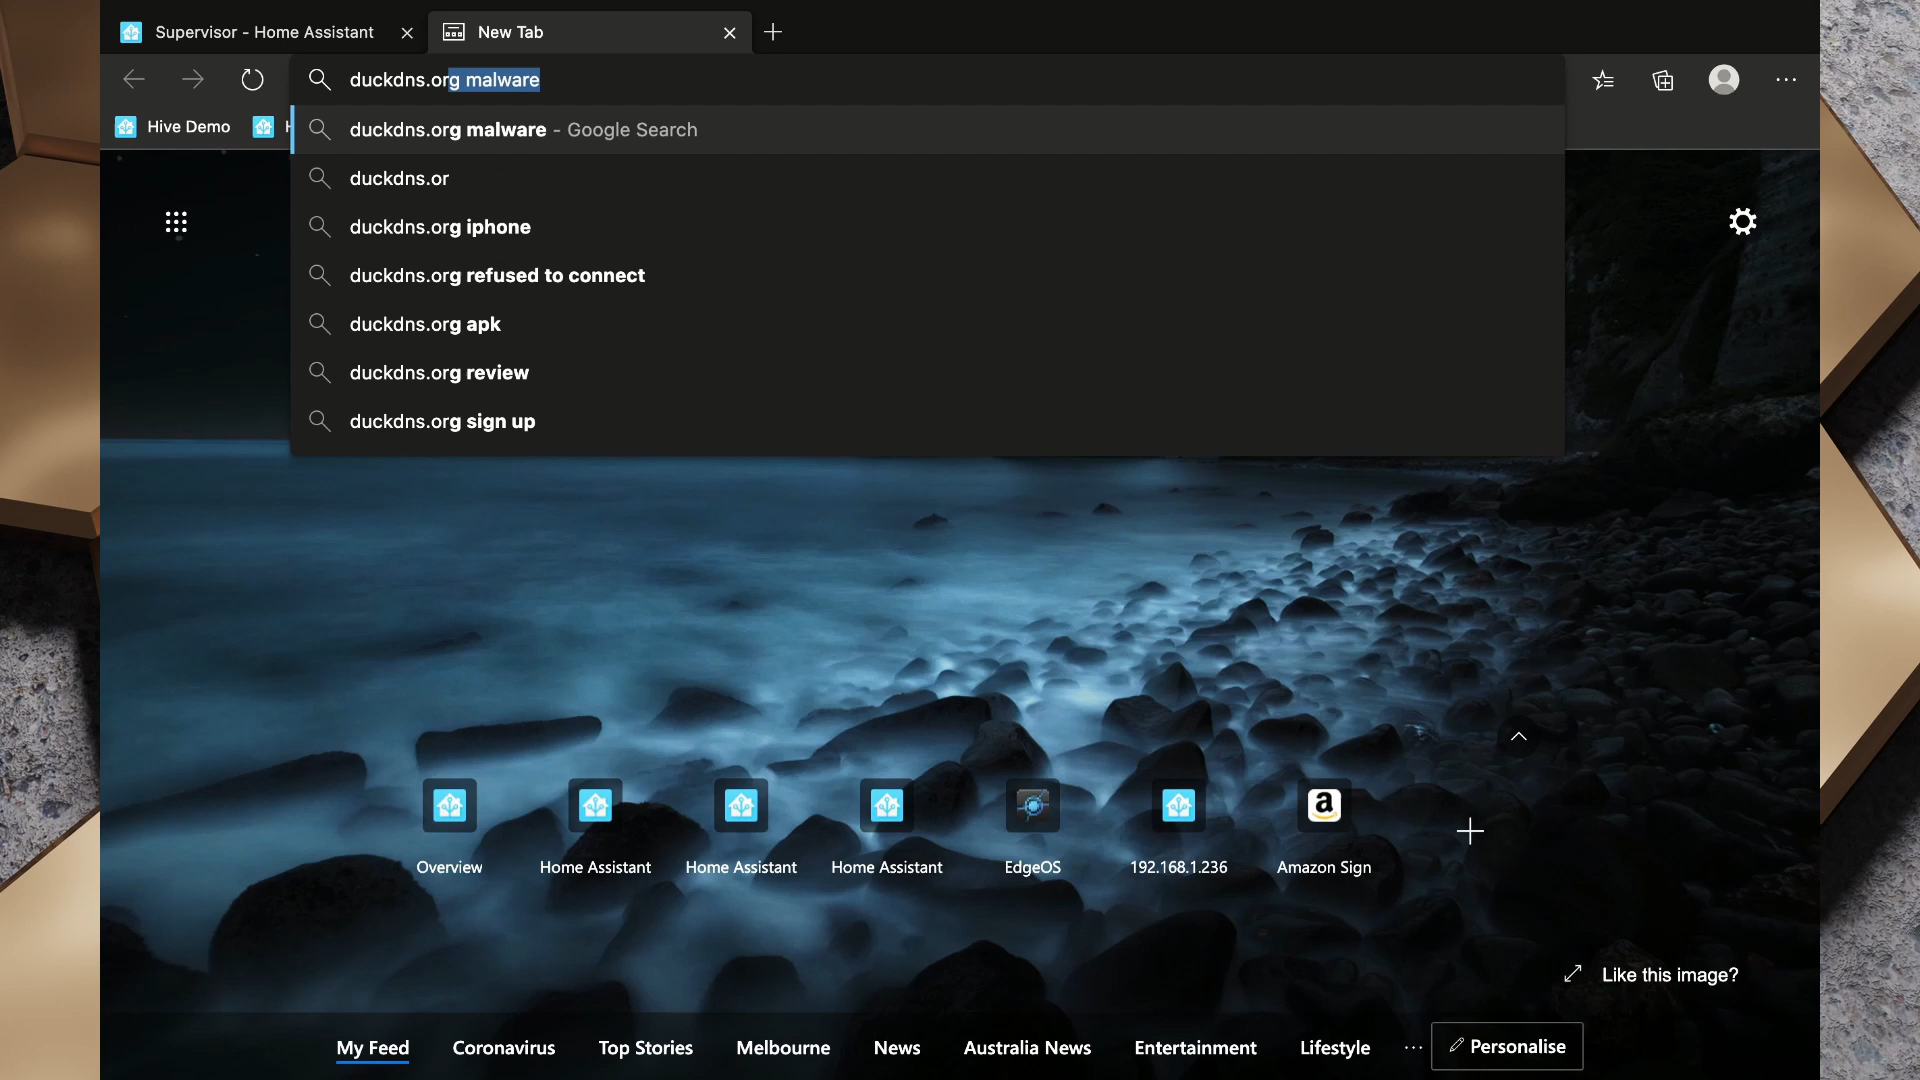 Supervisor - Home Assistant
New Tab
duckdns.org malware
Hive Demo
H
duckdns.org malware - Google Search
duckdns.or
duckdns.org iphone
duckdns.org refused to connect
duckdns.org apk
duckdns.org review
duckdns.org sign up
Overview
Home Assistant
Home Assistant
Home Assistant
EdgeOS
192.168.1.236
Amazon Sign
Like this image?
My Feed
Coronavirus
Top Stories
Melbourne
News
Australia News
Entertainment
Lifestyle
...
Personalise